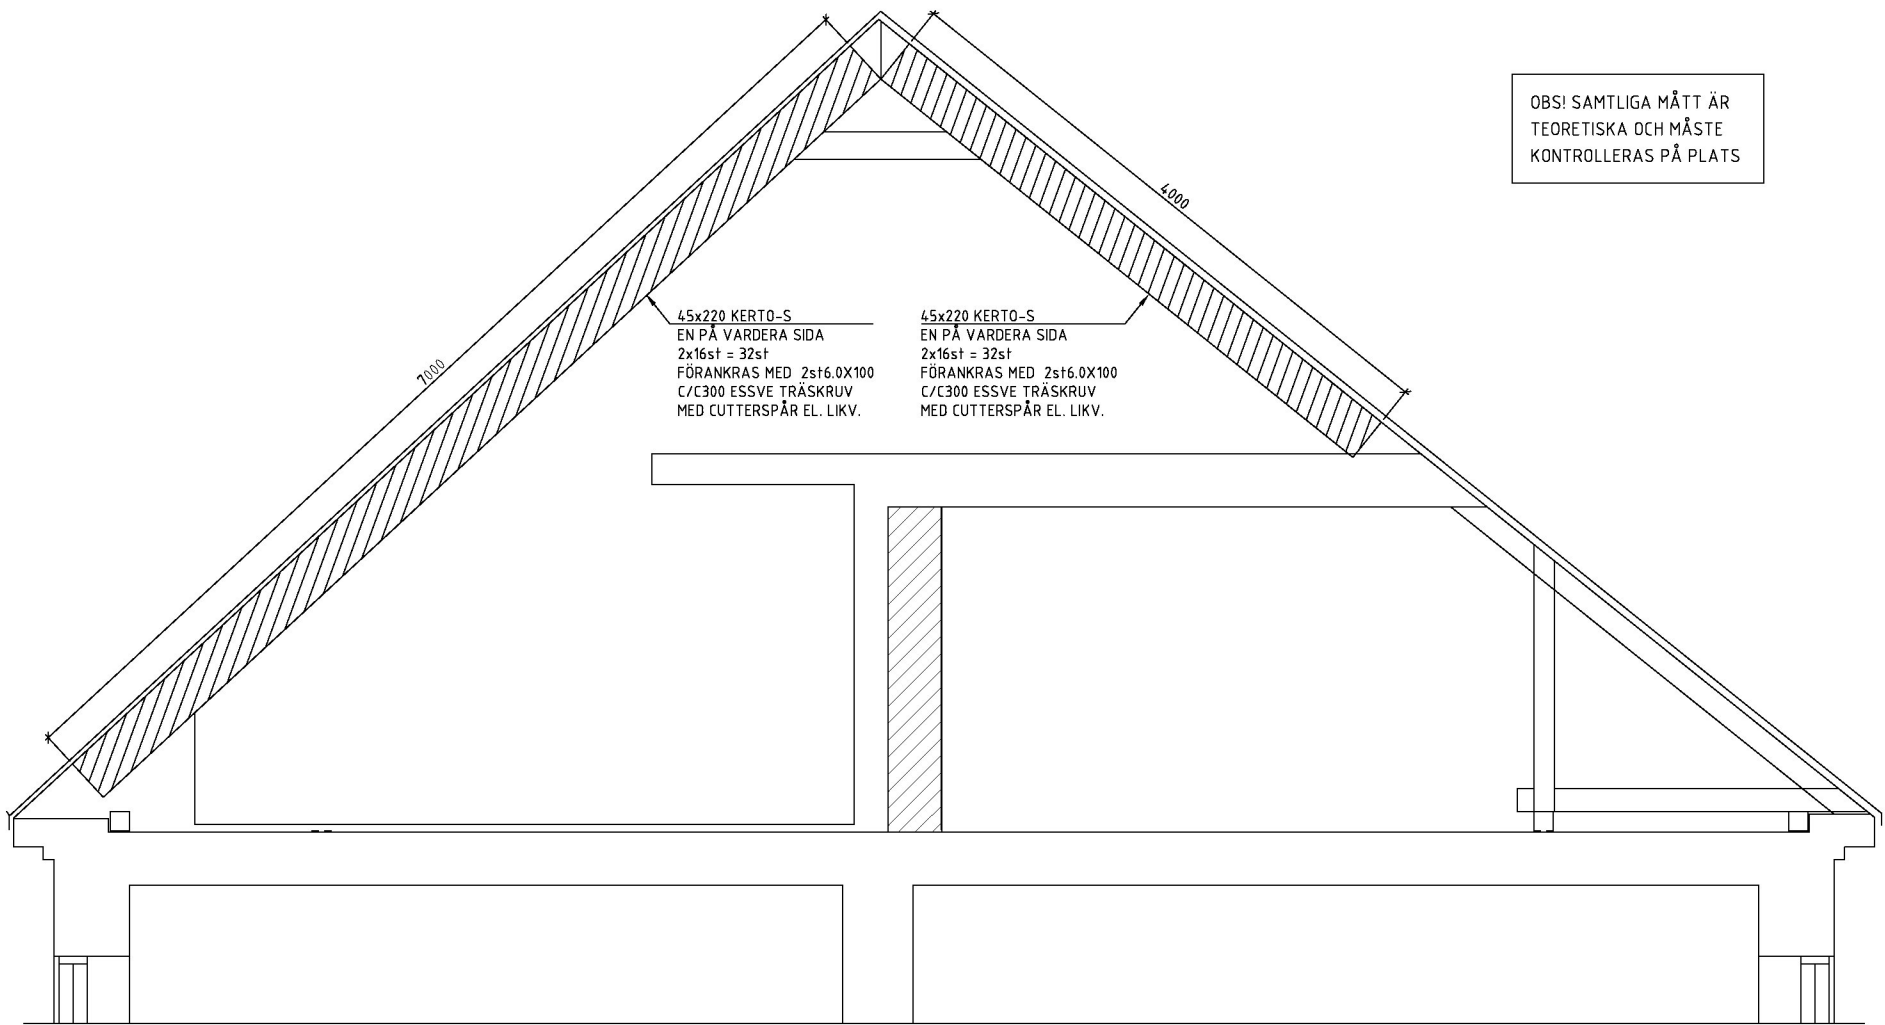 OBS! SAMTLIGA MÅTT ÄR
TEORETISKA OCH MÅSTE
KONTROLLERAS PÅ PLATS
4000
7000
45x220 KERTO-S
EN PÅ VARDERA SIDA
2x16st = 32st
FÖRANKRAS MED 2st6.0X100
C/C300 ESSVE TRÄSKRUV
MED CUTTERSPÅR EL. LIKV.
45x220 KERTO-S
EN PÅ VARDERA SIDA
2x16st = 32st
FÖRANKRAS MED 2st6.0X100
C/C300 ESSVE TRÄSKRUV
MED CUTTERSPÅR EL. LIKV.